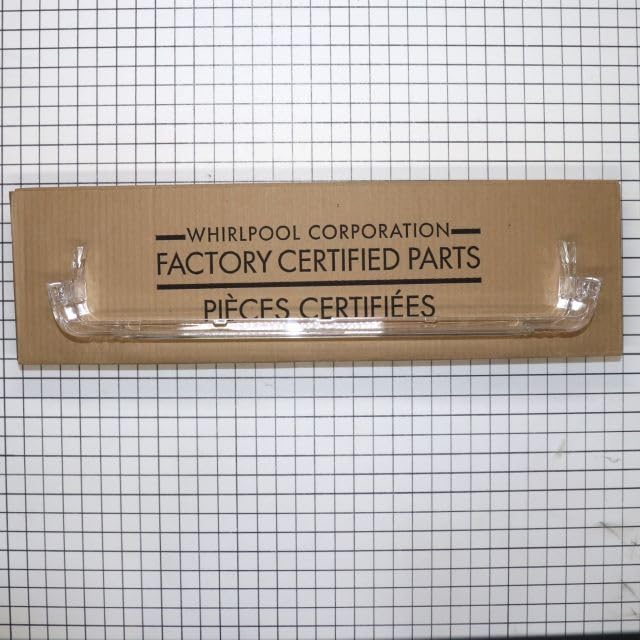 WHIRLPOOL CORPORATION
FACTORY CERTIFIED PARTS
PIÈCES CERTIFIÉES